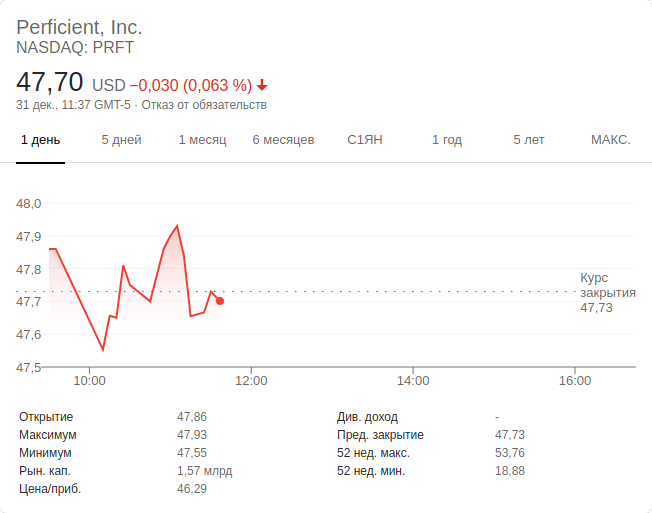 Perficient, Inc.
NASDAQ: PRFT
47,70 USD −0,030 (0,063 %)
31 дек., 11:37 GMT-5 · Отказ от обязательств
1 день 5 дней 1 месяц 6 месяцев С1ЯН 1 год 5 лет МАКС.
48,0
47,9
47,8
47,7
47,6
47,5
Курс
закрытия
47,73
10:00 12:00 14:00 16:00
Открытие 47,86 Див. доход -
Максимум 47,93 Пред. закрытие 47,73
Минимум 47,55 52 нед. макс. 53,76
Рын. кап. 1,57 млрд 52 нед. мин. 18,88
Цена/приб. 46,29